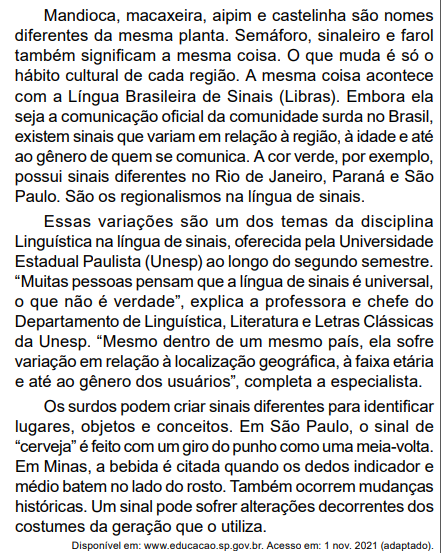 Mandioca, macaxeira, aipim e castelinha são nomes
diferentes da mesma planta. Semáforo, sinaleiro e farol
também significam a mesma coisa. O que muda é só o
hábito cultural de cada região. A mesma coisa acontece
com a Língua Brasileira de Sinais (Libras). Embora ela
seja a comunicação oficial da comunidade surda no Brasil,
existem sinais que variam em relação à região, à idade e até
ao gênero de quem se comunica. A cor verde, por exemplo,
possui sinais diferentes no Rio de Janeiro, Paraná e São
Paulo. São os regionalismos na língua de sinais.
Essas variações são um dos temas da disciplina
Linguística na língua de sinais, oferecida pela Universidade
Estadual Paulista (Unesp) ao longo do segundo semestre.
“Muitas pessoas pensam que a língua de sinais é universal,
o que não é verdade”, explica a professora e chefe do
Departamento de Linguística, Literatura e Letras Clássicas
da Unesp. “Mesmo dentro de um mesmo país, ela sofre
variação em relação à localização geográfica, à faixa etária
e até ao gênero dos usuários”, completa a especialista.
Os surdos podem criar sinais diferentes para identificar
lugares, objetos e conceitos. Em São Paulo, o sinal de
“cerveja” é feito com um giro do punho como uma meia-volta.
Em Minas, a bebida é citada quando os dedos indicador e
médio batem no lado do rosto. Também ocorrem mudanças
históricas. Um sinal pode sofrer alterações decorrentes dos
costumes da geração que o utiliza.
Disponível em: www.educacao.sp.gov.br. Acesso em: 1 nov. 2021 (adaptado).